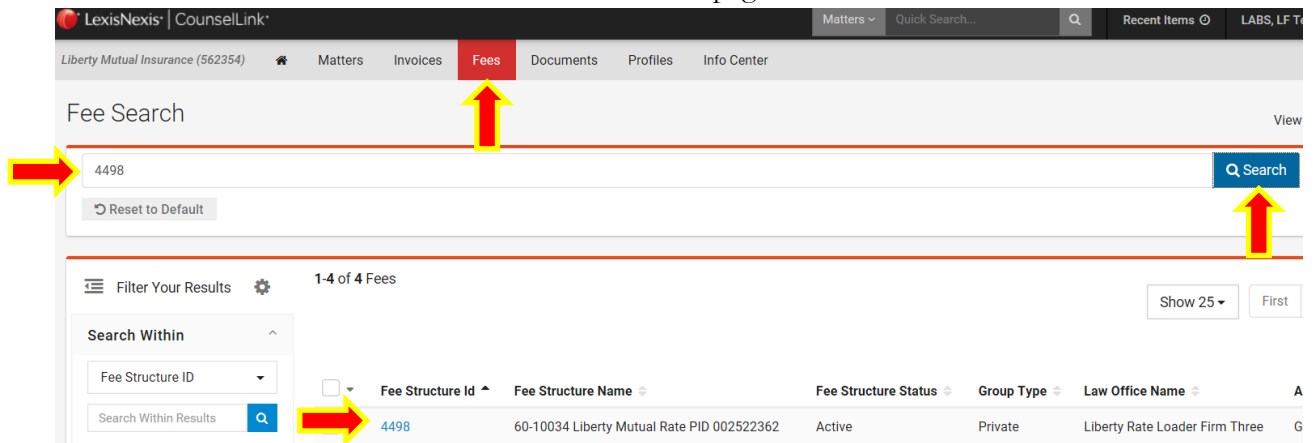 LexisNexis® | CounselLink® Matters Quick Search... Recent Items LABS, LF Te
Liberty Mutual Insurance (562354) Matters Invoices Fees Documents Profiles Info Center
Fee Search
View
4498 Search
Reset to Default
Filter Your Results 1-4 of 4 Fees
Show 25 First
Search Within
Fee Structure ID
Fee Structure Id Fee Structure Name Fee Structure Status Group Type Law Office Name A
Search Within Results
4498 60-10034 Liberty Mutual Rate PID 002522362 Active Private Liberty Rate Loader Firm Three G